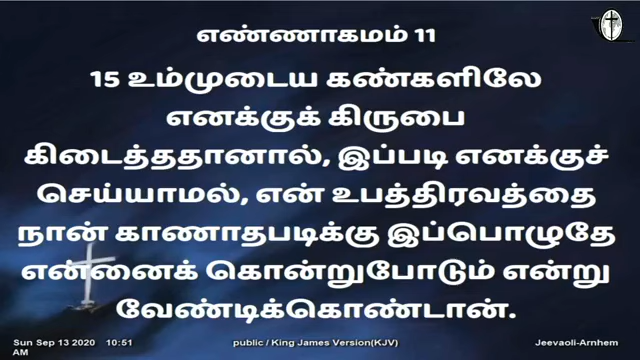 எண்ணாகமம் 11
15 உம்முடைய கண்களிலே
எனக்குக் கிருபை
கிடைத்ததானால், இப்படி எனக்குச்
செய்யாமல், என் உபத்திரவத்தை
நான் காணாதபடிக்கு இப்பொழுதே
என்னைக் கொன்றுபோடும் என்று
வேண்டிக்கொண்டான்.
Sun Sep 13 2020 10:51
AM
public / King James Version(KJV)
Jeevaoli-Arnhem